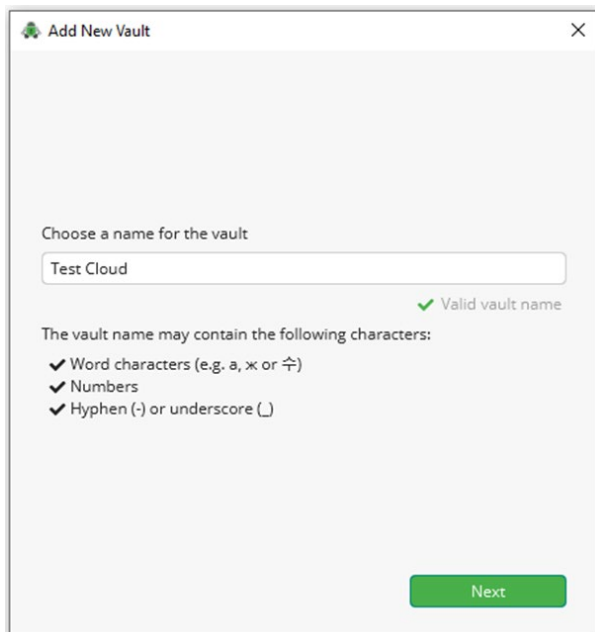 Add New Vault
Choose a name for the vault
Test Cloud
Valid vault name
The vault name may contain the following characters:
Word characters (e.g. a, ж or 수)
Numbers
Hyphen (-) or underscore (_)
Next